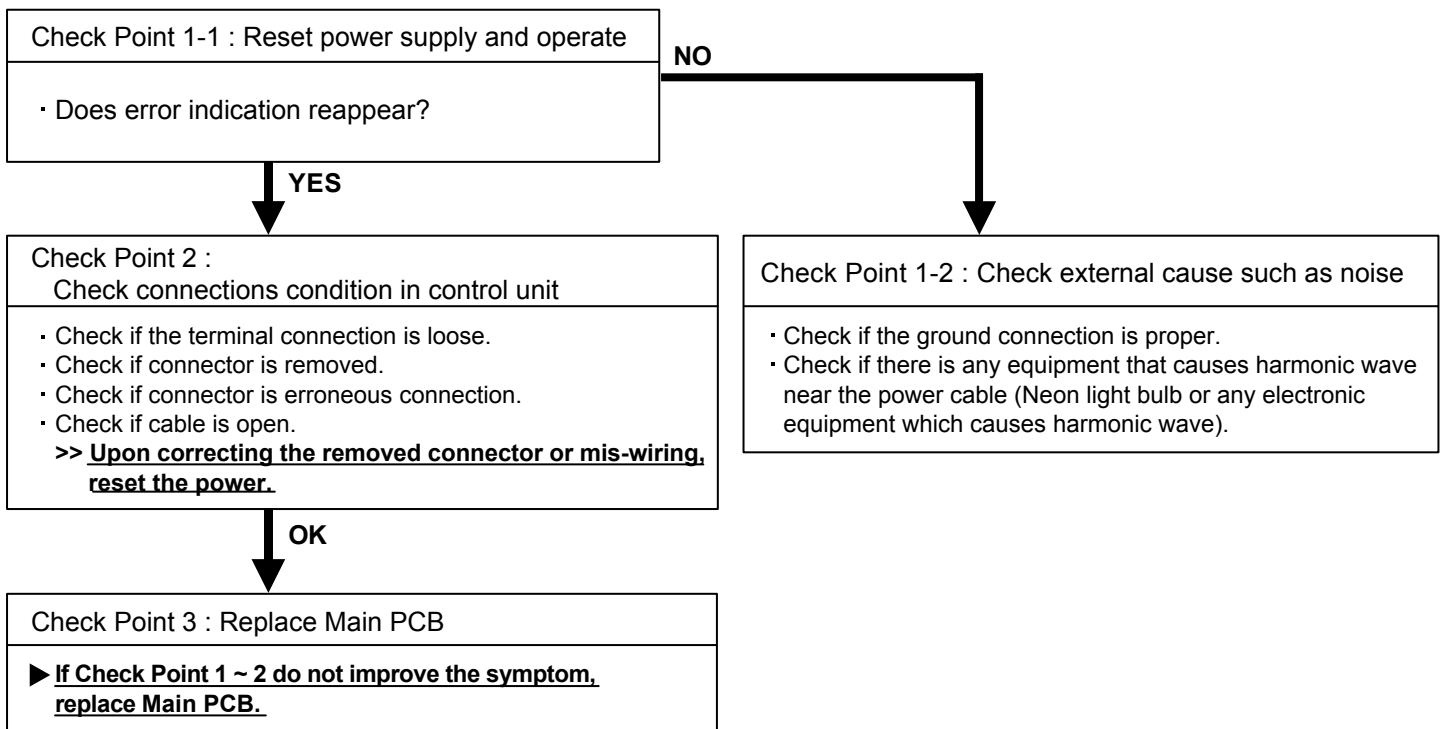 Check Point 1-1 : Reset power supply and operate
・Does error indication reappear?
NO
YES
Check Point 2 :
Check connections condition in control unit
・Check if the terminal connection is loose.
・Check if connector is removed.
・Check if connector is erroneous connection.
・Check if cable is open.
>> Upon correcting the removed connector or mis-wiring,
reset the power.
Check Point 1-2 : Check external cause such as noise
・Check if the ground connection is proper.
・Check if there is any equipment that causes harmonic wave
near the power cable (Neon light bulb or any electronic
equipment which causes harmonic wave).
OK
Check Point 3 : Replace Main PCB
▶If Check Point 1 ~ 2 do not improve the symptom,
replace Main PCB.